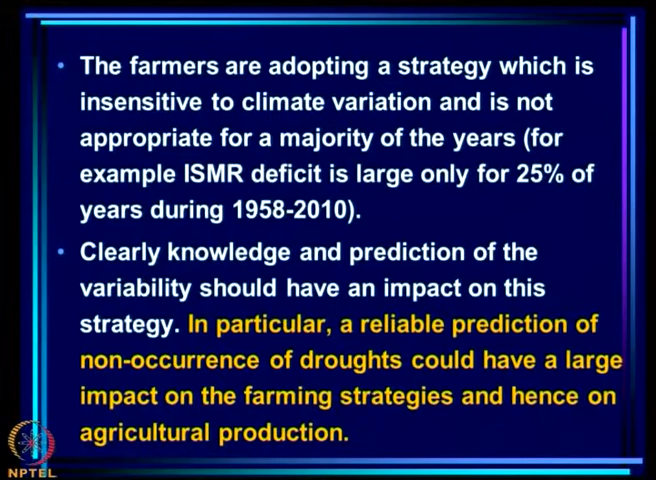 • The farmers are adopting a strategy which is
insensitive to climate variation and is not
appropriate for a majority of the years (for
example ISMR deficit is large only for 25% of
years during 1958-2010).
• Clearly knowledge and prediction of the
variability should have an impact on this
strategy. In particular, a reliable prediction of
non-occurrence of droughts could have a large
impact on the farming strategies and hence on
agricultural production.
NPTEL